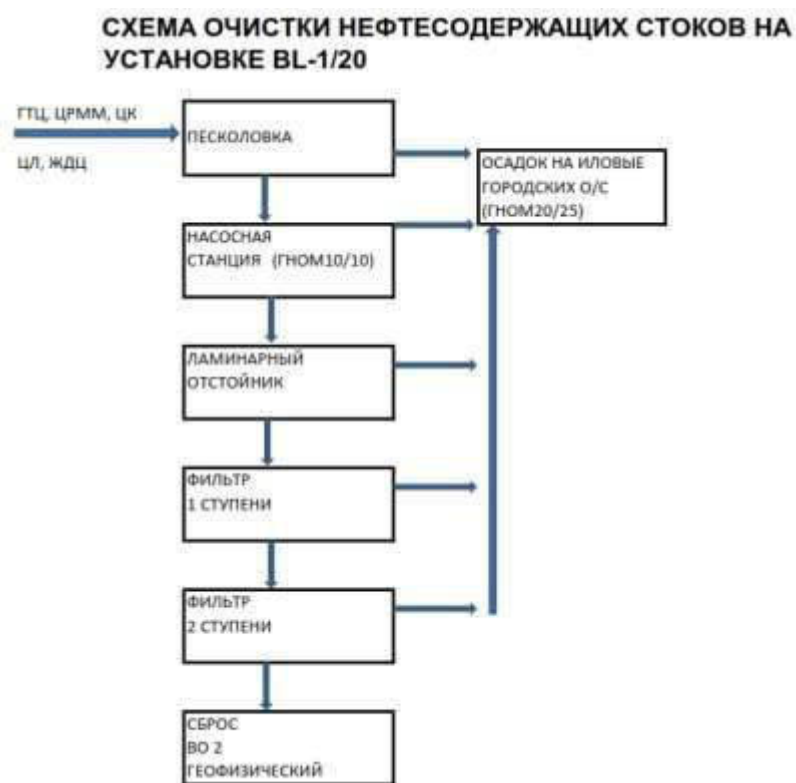 СХЕМА ОЧИСТКИ НЕФТЕСОДЕРЖАЩИХ СТОКОВ НА
УСТАНОВКЕ BL-1/20
ГТЦ, ЦРММ, ЦК
ЦЛ, ЖДЦ
ПЕСКОЛОВКА
ОСАДОК НА ИЛОВЫЕ
ГОРОДСКИХ О/С
(ГНОМ20/25)
НАСОСНАЯ
СТАНЦИЯ (ГНОМ10/10)
ЛАМИНАРНЫЙ
ОТСТОЙНИК
ФИЛЬТР
1 СТУПЕНИ
ФИЛЬТР
2 СТУПЕНИ
СБРОС
ВО 2
ГЕОФИЗИЧЕСКИЙ